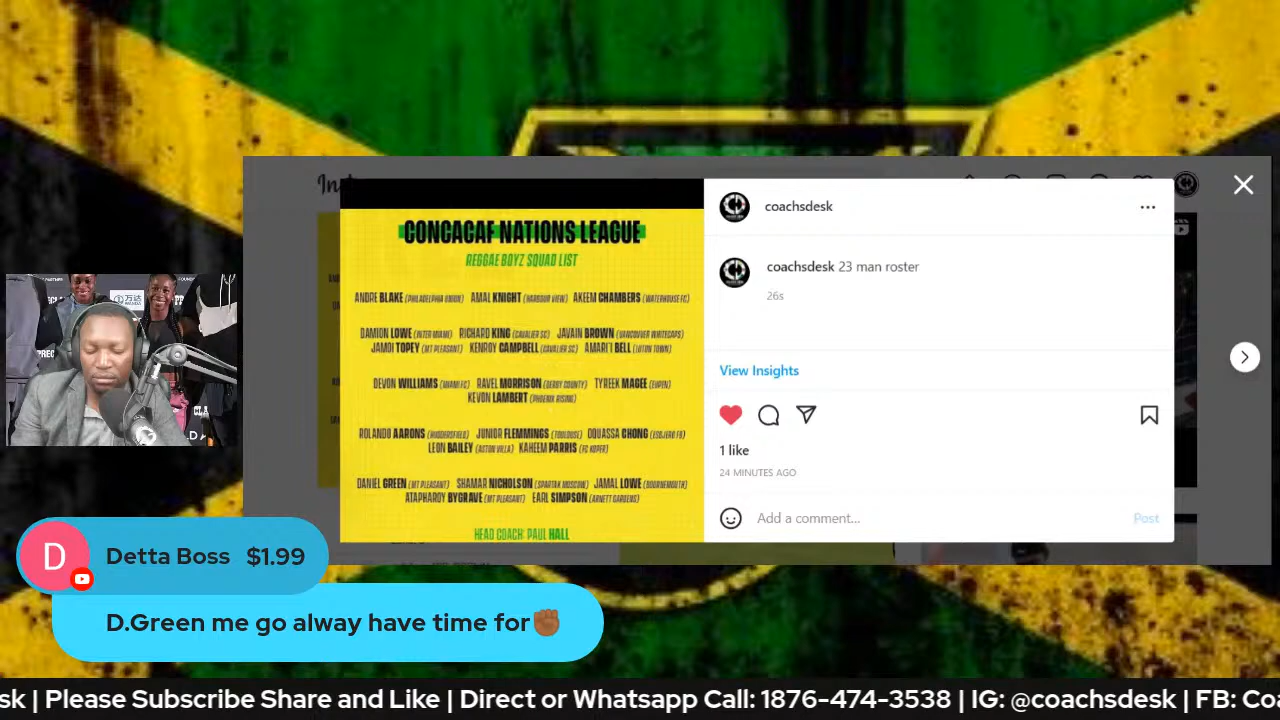 coachsdesk
CONCACAF NATIONS LEAGUE
REGGAE BOYZ SQUAD LIST
ANDRE BLAKE (PHILADELPHIA UNION) AMAL KNIGHT (HARBOUR VIEW) AKEEM CHAMBERS (WATERHOUSE FC)
DAMION LOWE (INTER MIAMI) RICHARD KING (CAVALIER SC) JAVAIN BROWN (VANCOUVER WHITECAPS)
JAMOI TOPEY (MT PLEASANT) KENROY CAMPBELL (CAVALIER SC) AMARI'I BELL (LUTON TOWN)
DEVON WILLIAMS (MIAMI FC) RAVEL MORRISON (DERBY COUNTY) TYREEK MAGEE (EUPEN)
KEVON LAMBERT (PHOENIX RISING)
ROLANDO AARONS (HUDDERSFIELD) JUNIOR FLEMMINGS (TOULOUSE) OQUASSA CHONG
LEON BAILEY (ASTON VILLA) KAHEEM PARRIS (FC KOPER)
DANIEL GREEN (MT PLEASANT) SHAMAR NICHOLSON (SPARTAK MOSCOW) JAMAL LOWE (BOURNEMOUTH)
ATAPHAROY BYGRAVE (MT PLEASANT) EARL SIMPSON (ARNETT GARDENS)
HEAD COACH: PAUL HALL
coachsdesk 23 man roster
26s
View Insights
1 like
24 MINUTES AGO
Add a comment...
Post
D
Detta Boss $1.99
D.Green me go alway have time for✊🏾
sk | Please Subscribe Share and Like | Direct or Whatsapp Call: 1876-474-3538 | IG: @coachsdesk | FB: Coa